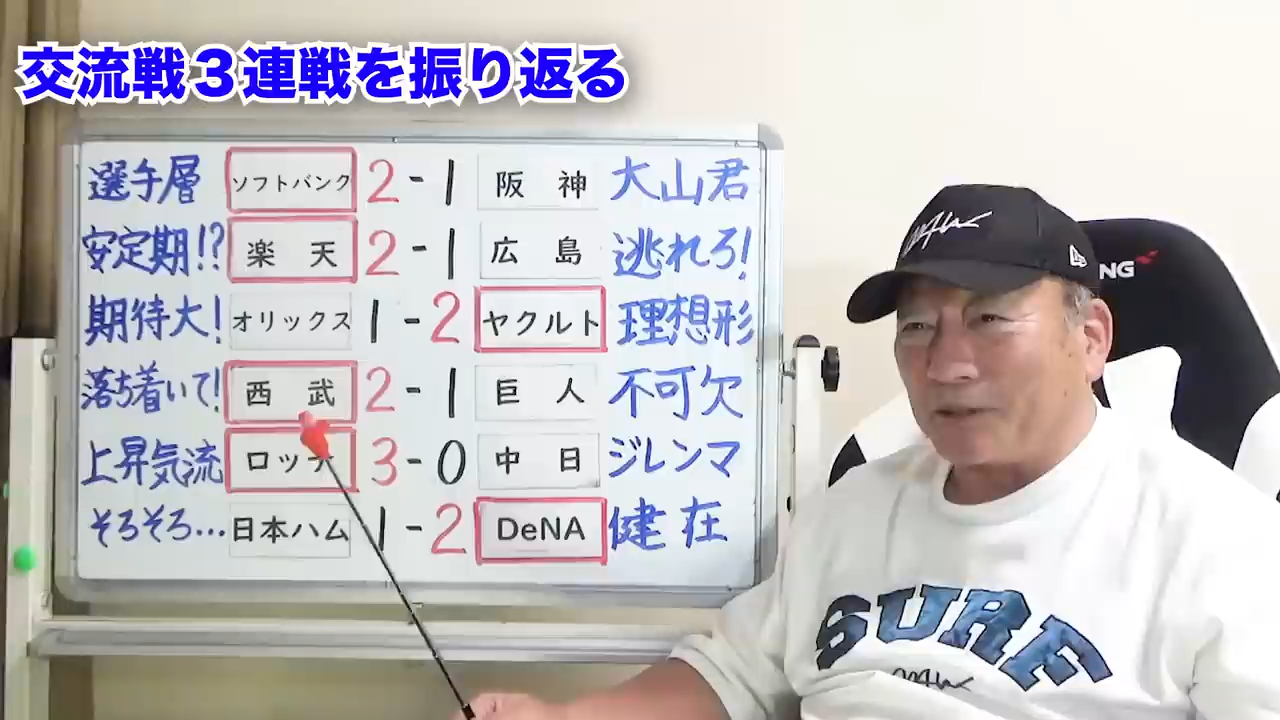 交流戦３連戦を振り返る
選手層 ソフトバンク 2-1 阪神 大山君
安定期!? 楽天 2-1 広島 逃れろ!
期待大! オリックス 1-2 ヤクルト 理想形
落ち着いて! 西武 2-1 巨人 不可欠
上昇気流 ロッテ 3-0 中日 ジレンマ
そろそろ… 日本ハム 1-2 DeNA 健在
NG
SURF